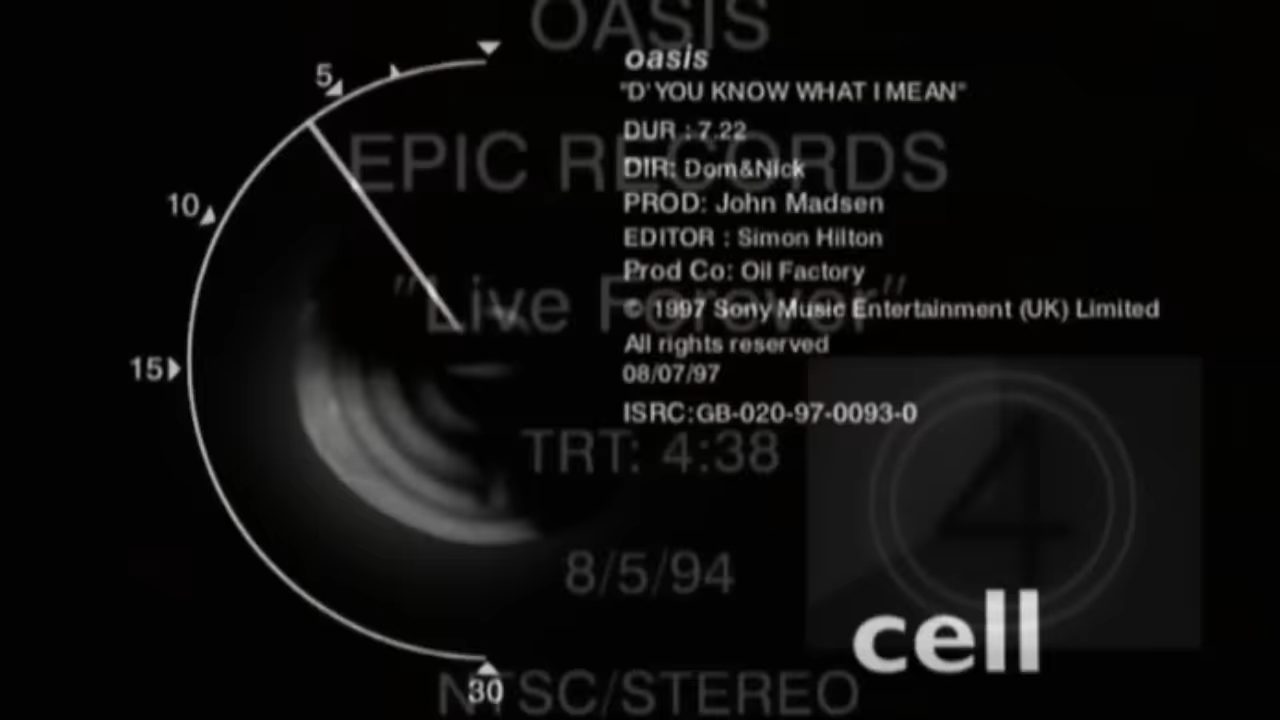 OASIS
oasis
"D'YOU KNOW WHAT I MEAN"
DUR : 7.22
EPIC RECORDS
DIR: Dom&Nick
PROD: John Madsen
EDITOR : Simon Hilton
Prod Co: Oil Factory
"Live Forever"
© 1997 Sony Music Entertainment (UK) Limited
All rights reserved
08/07/97
ISRC:GB-020-97-0093-0
TRT: 4:38
8/5/94
NTSC/STEREO
5
10
15
30
4
cell